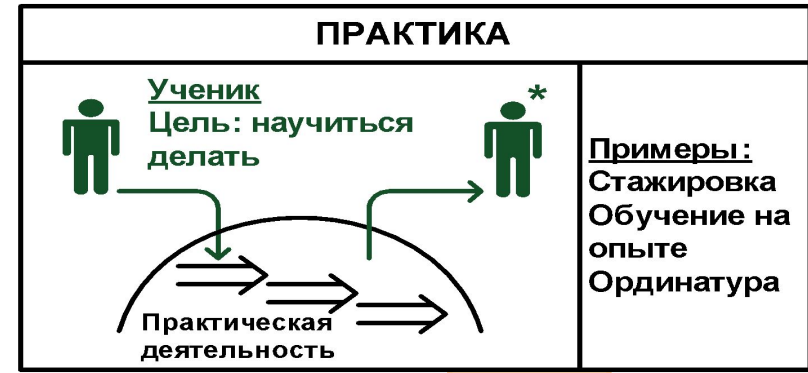 ПРАКТИКА
Ученик
Цель: научиться
делать
*
Практическая
деятельность
Примеры:
Стажировка
Обучение на
опыте
Ординатура